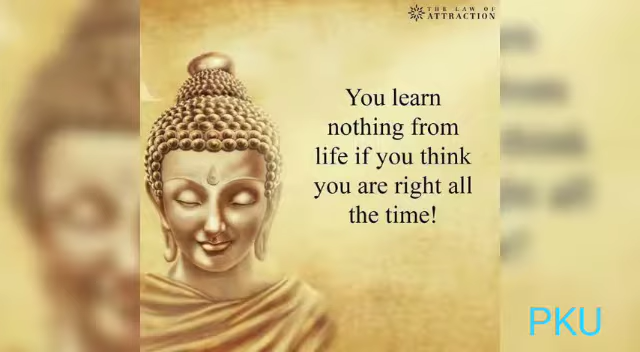 THE LAW OF
ATTRACTION
You learn
nothing from
life if you think
you are right all
the time!
PKU